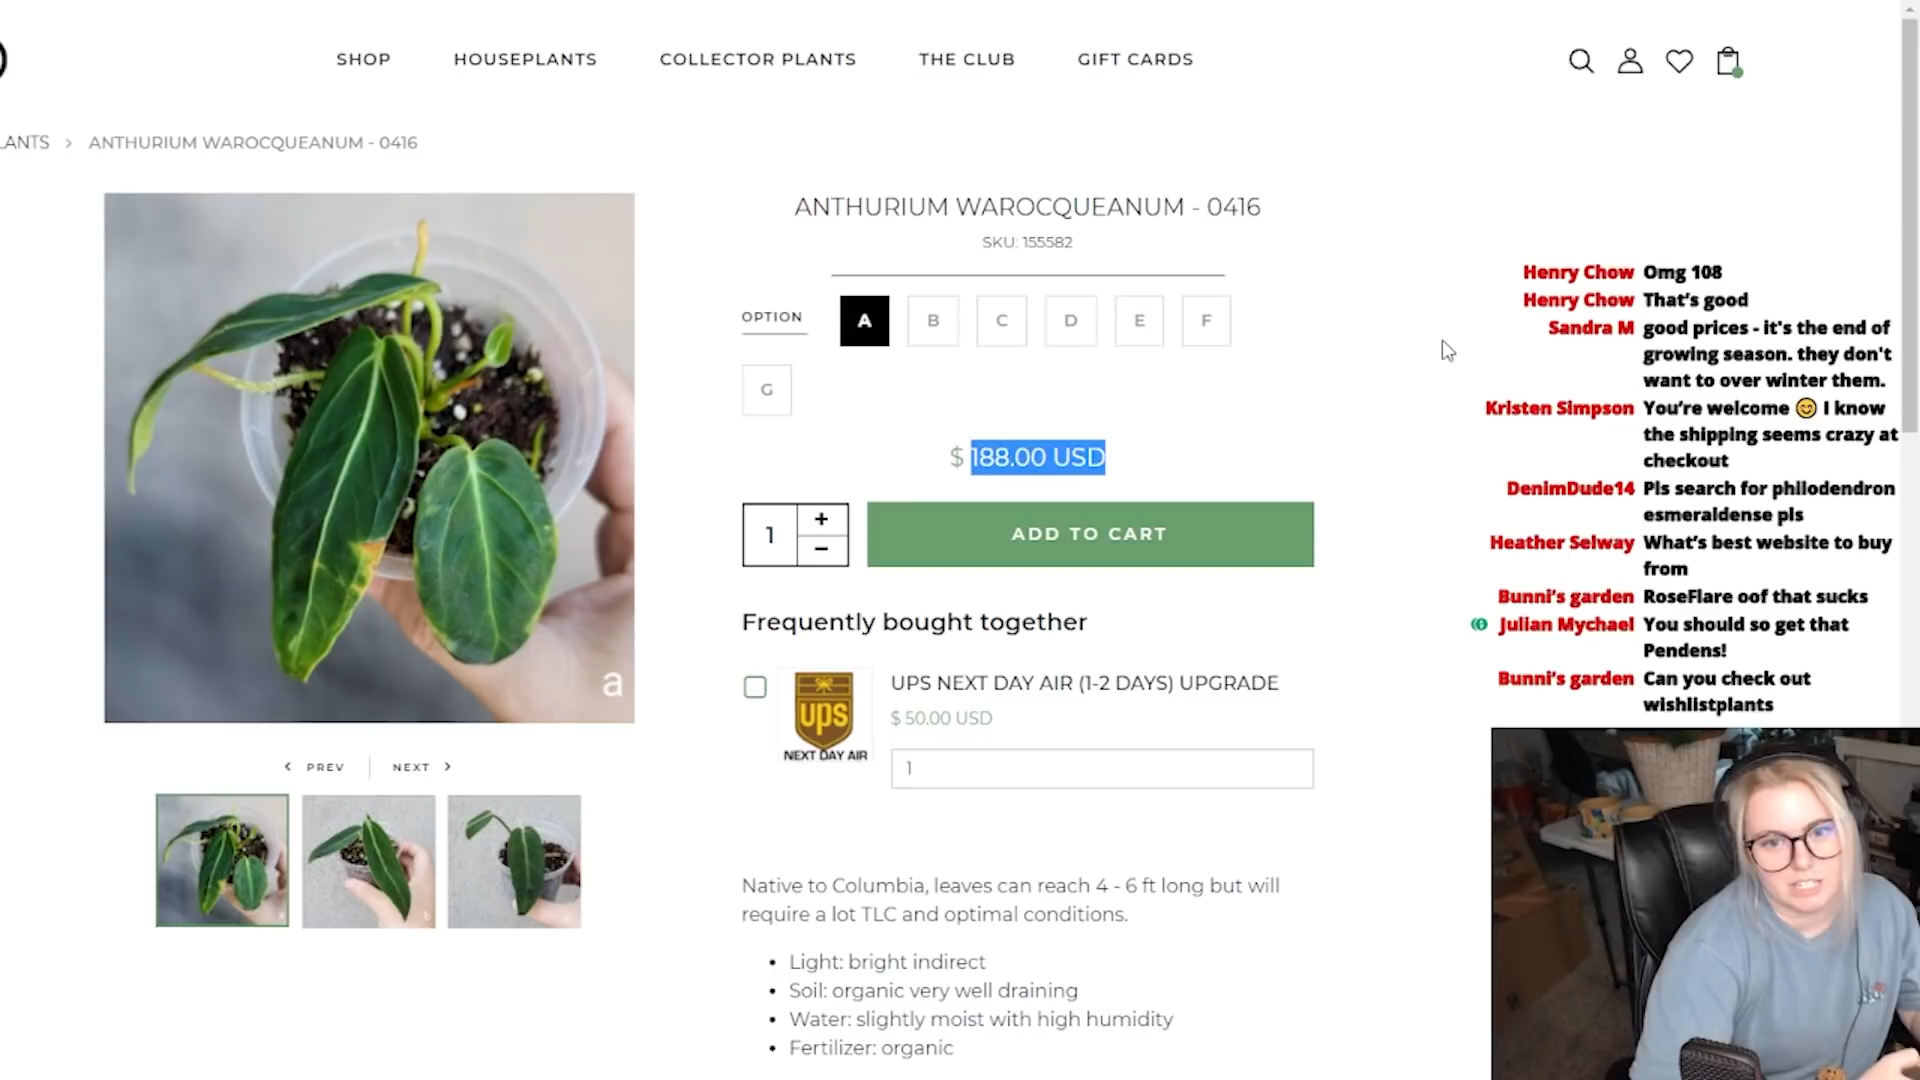 SHOP HOUSEPLANTS COLLECTOR PLANTS THE CLUB GIFT CARDS
LANTS > ANTHURIUM WAROCQUEANUM - 0416
a
PREV NEXT
ANTHURIUM WAROCQUEANUM - 0416
SKU: 155582
OPTION A B C D E F
G
$ 188.00 USD
1 + −
ADD TO CART
Frequently bought together
ups
NEXT DAY AIR
UPS NEXT DAY AIR (1-2 DAYS) UPGRADE
$ 50.00 USD
1
Native to Columbia, leaves can reach 4 - 6 ft long but will
require a lot TLC and optimal conditions.
• Light: bright indirect
• Soil: organic very well draining
• Water: slightly moist with high humidity
• Fertilizer: organic
Henry Chow Omg 108
Henry Chow That's good
Sandra M good prices - it's the end of
growing season. they don't
want to over winter them.
Kristen Simpson You're welcome 😊 I know
the shipping seems crazy at
checkout
DenimDude14 Pls search for philodendron
esmeraldense pls
Heather Selway What's best website to buy
from
Bunni's garden RoseFlare oof that sucks
Julian Mychael You should so get that
Pendens!
Bunni's garden Can you check out
wishlistplants